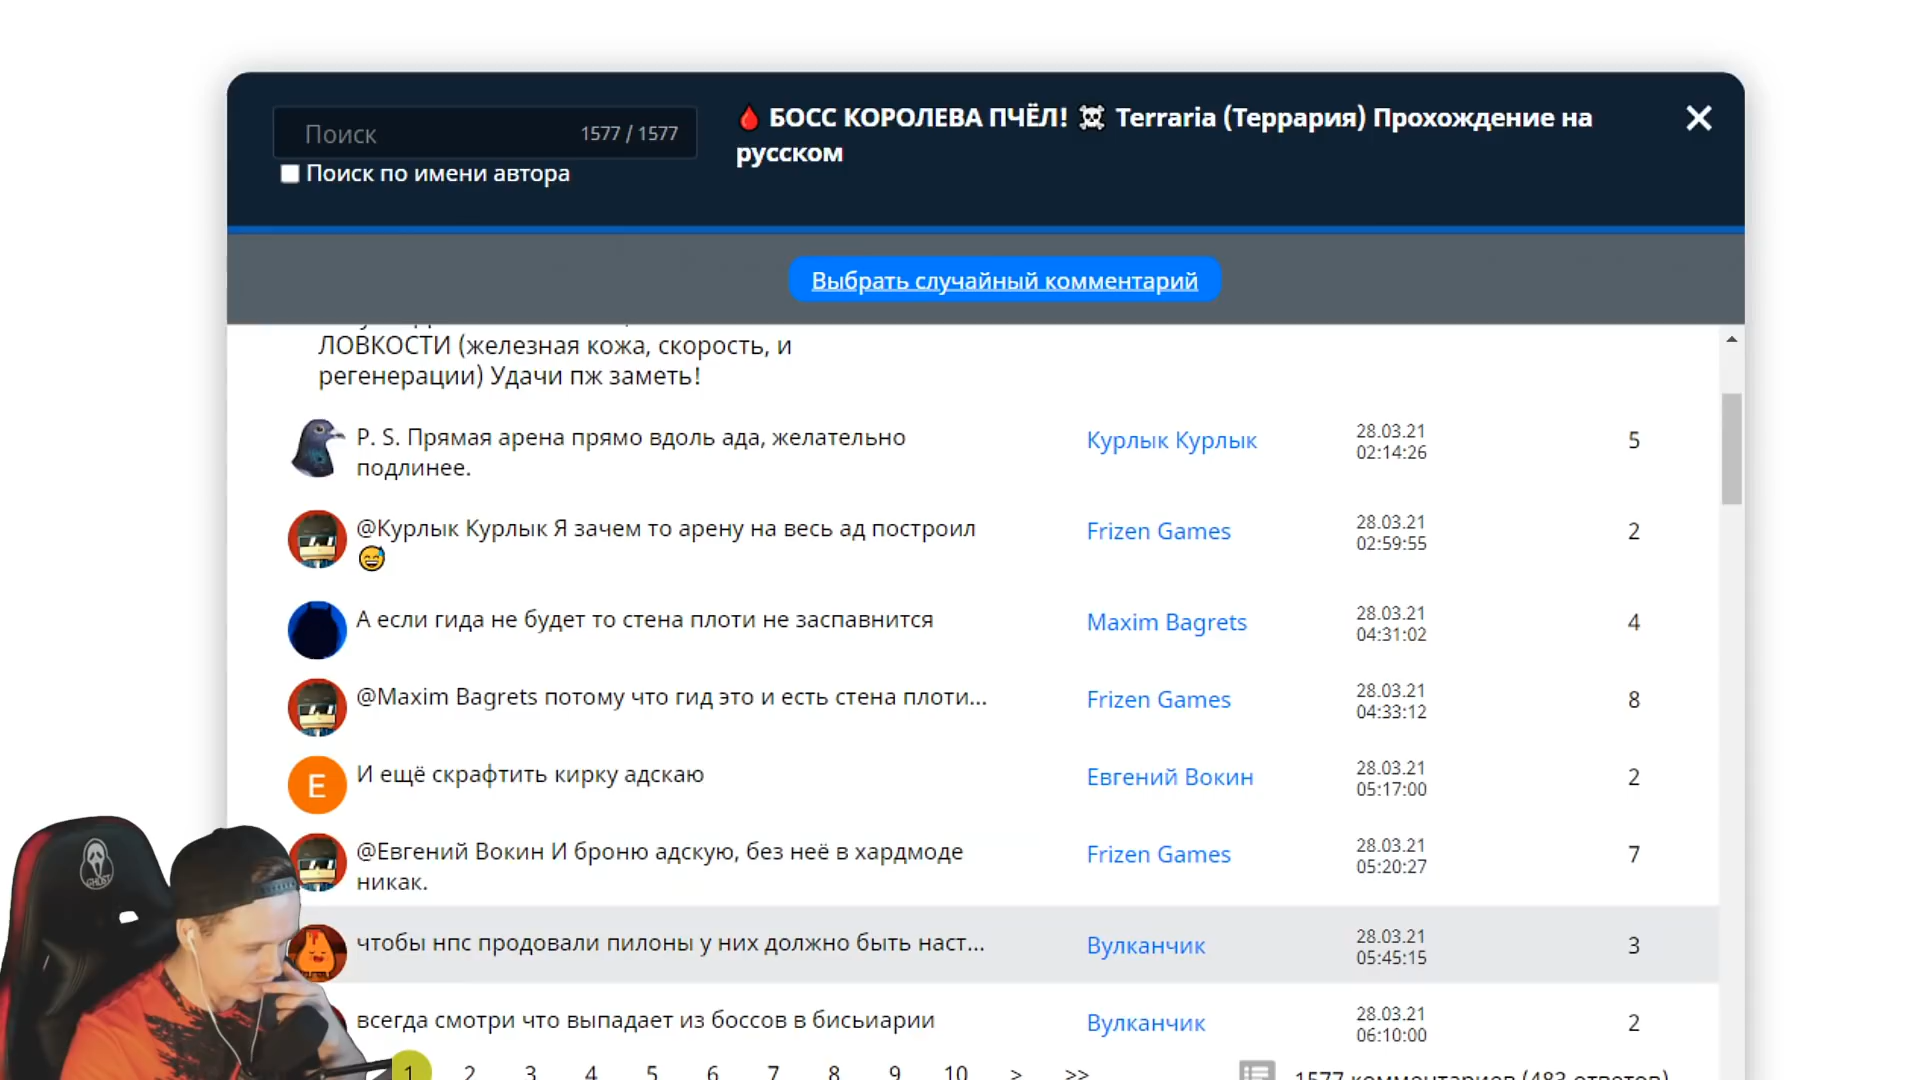 🩸 БОСС КОРОЛЕВА ПЧЁЛ! ☠ Terraria (Террария) Прохождение на
русском
Поиск 1577 / 1577
Поиск по имени автора
Выбрать случайный комментарий
ЛОВКОСТИ (железная кожа, скорость, и
регенерации) Удачи пж заметь!
P. S. Прямая арена прямо вдоль ада, желательно
подлинее.
Курлык Курлык
28.03.21
02:14:26
5
@Курлык Курлык Я зачем то арену на весь ад построил
😅
Frizen Games
28.03.21
02:59:55
2
А если гида не будет то стена плоти не заспавнится
Maxim Bagrets
28.03.21
04:31:02
4
@Maxim Bagrets потому что гид это и есть стена плоти...
Frizen Games
28.03.21
04:33:12
8
E
И ещё скрафтить кирку адскаю
Евгений Вокин
28.03.21
05:17:00
2
@Евгений Вокин И броню адскую, без неё в хардмоде
никак.
Frizen Games
28.03.21
05:20:27
7
чтобы нпс продовали пилоны у них должно быть наст...
Вулканчик
28.03.21
05:45:15
3
всегда смотри что выпадает из боссов в бисьиарии
Вулканчик
28.03.21
06:10:00
2
1 2 3 4 5 6 7 8 9 10 > >>
1577 комментариев (483 ответов)
GHOST